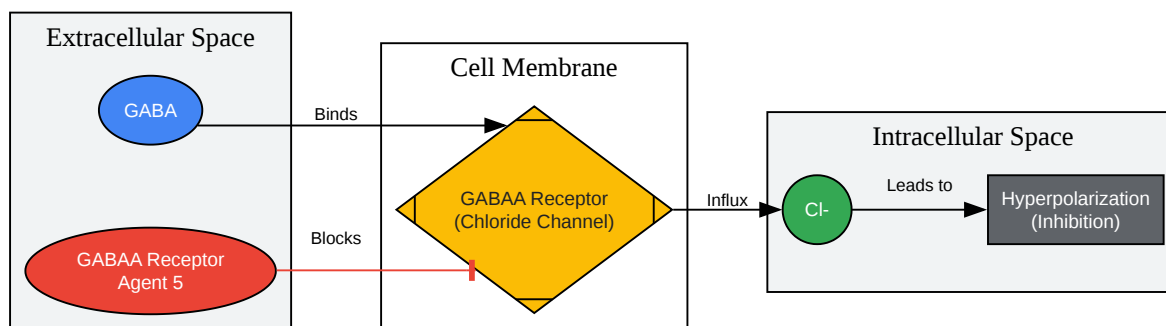 Extracellular Space
GABA
Binds
GABAA Receptor
Agent 5
Blocks
Cell Membrane
GABAA Receptor
(Chloride Channel)
Influx
Intracellular Space
Cl-
Leads to
Hyperpolarization
(Inhibition)